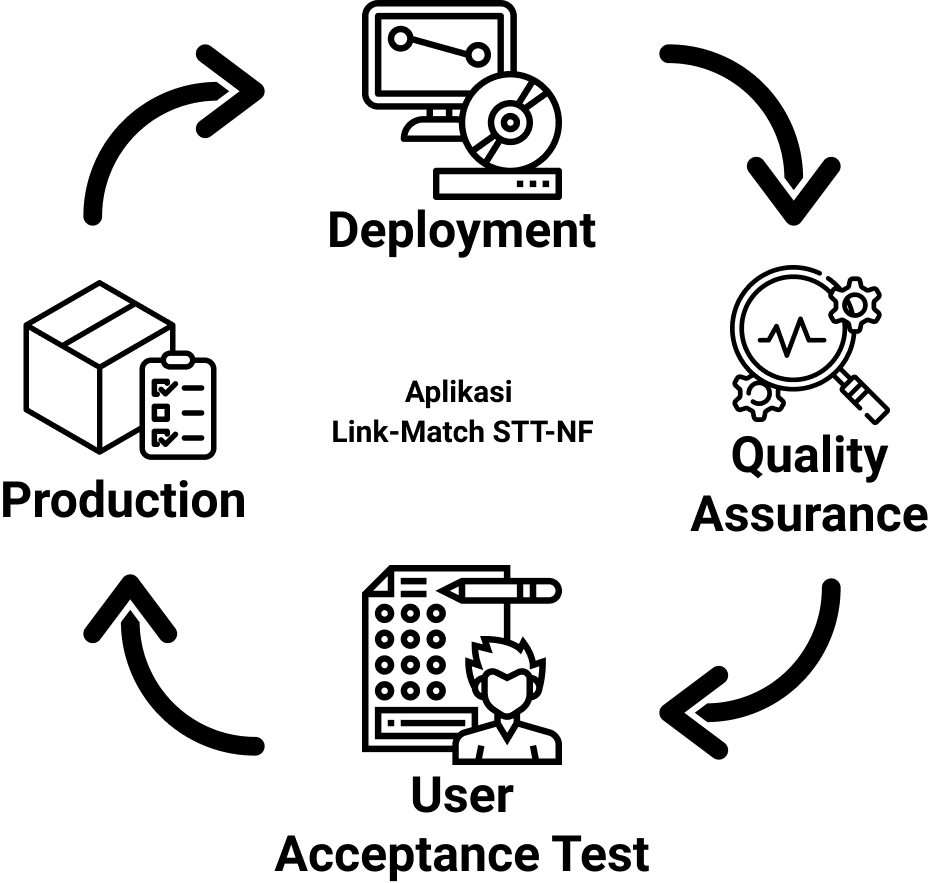 Deployment
Aplikasi
Link-Match STT-NF
Quality
Assurance
Production
User
Acceptance Test